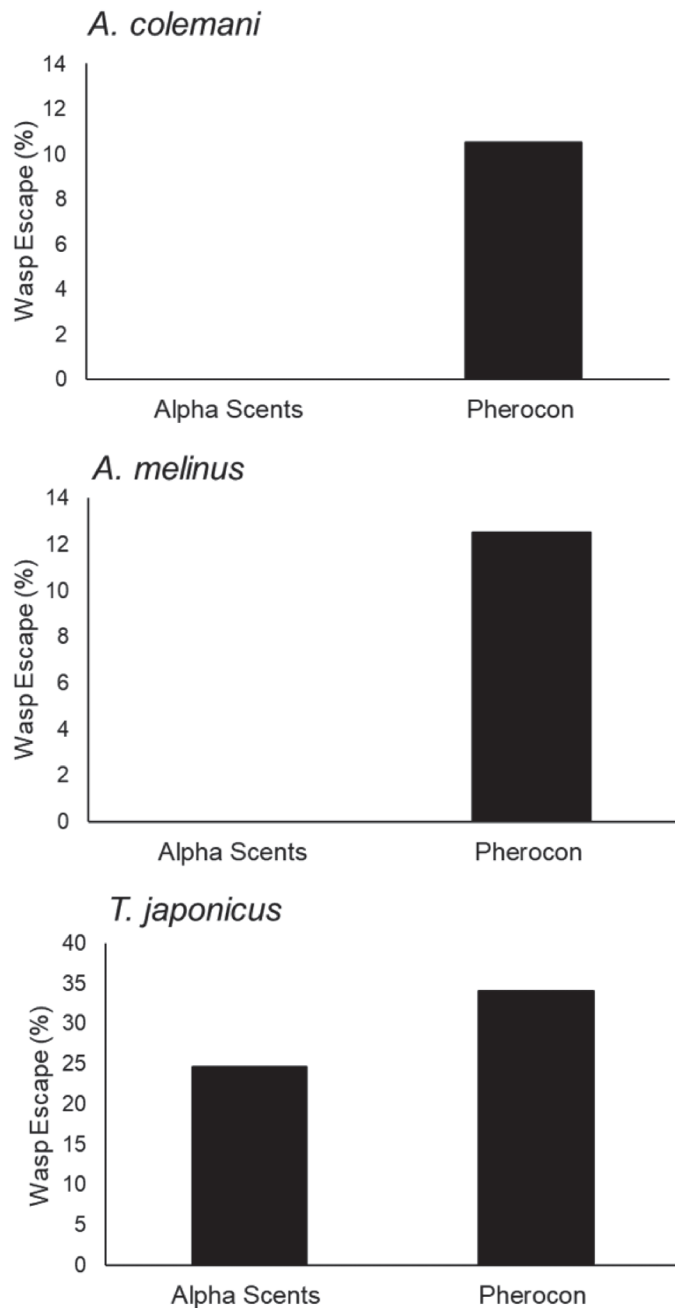 A. colemani
Wasp Escape (%)
14
12
10
8
6
4
2
0
Alpha Scents Pherocon
A. melinus
Wasp Escape (%)
14
12
10
8
6
4
2
0
Alpha Scents Pherocon
T. japonicus
Wasp Escape (%)
40
35
30
25
20
15
10
5
0
Alpha Scents Pherocon